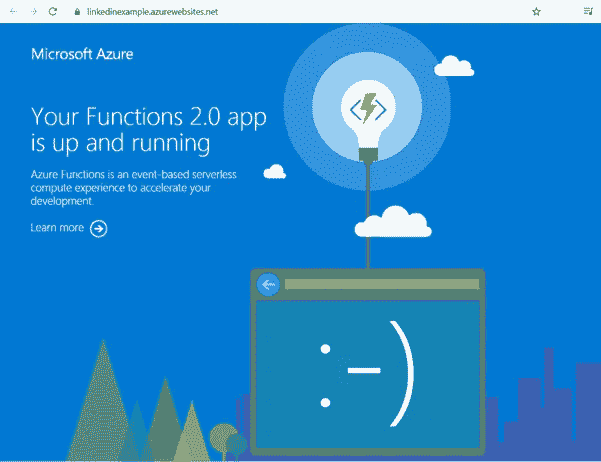 linkedinexample.azurewebsites.net
Microsoft Azure
Your Functions 2.0 app
is up and running
Azure Functions is an event-based serverless
compute experience to accelerate your
development.
Learn more
:-)